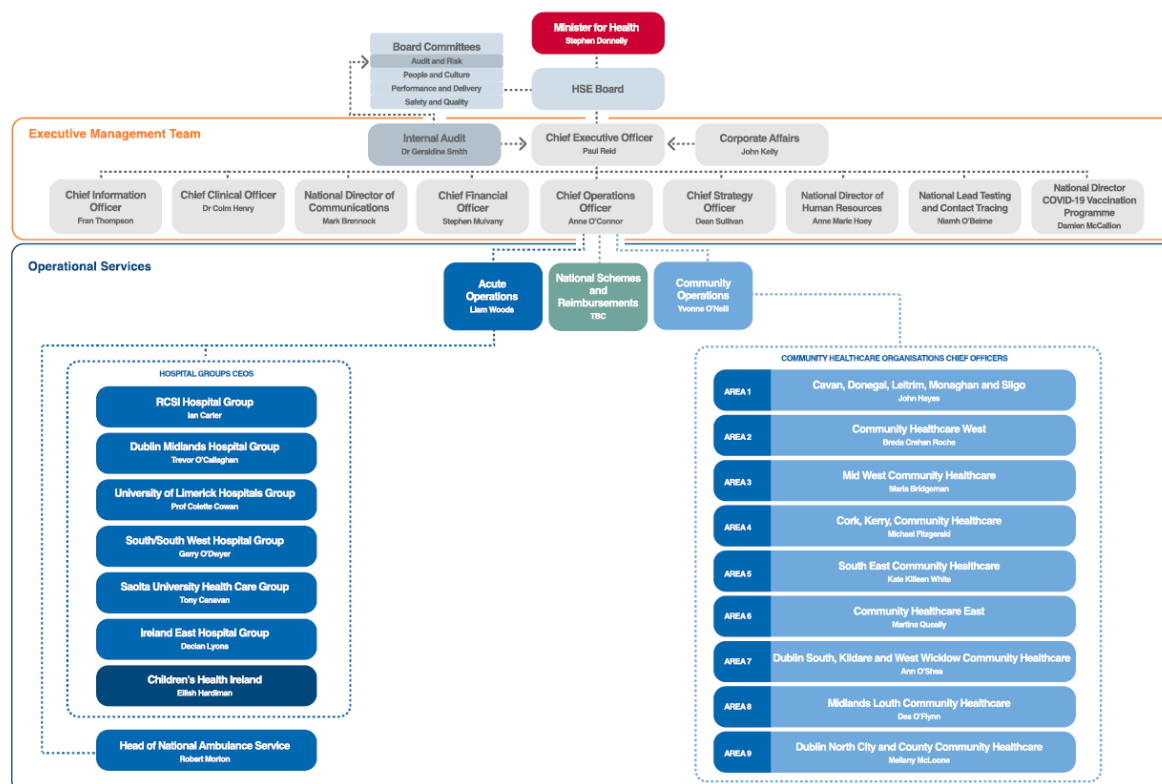 Minister for Health
Stephen Donnelly
Board Committees
Audit and Risk
People and Culture
Performance and Delivery
Safety and Quality
HSE Board
Executive Management Team
Internal Audit
Dr Geraldine Smith
Chief Executive Officer
Paul Reid
Corporate Affairs
John Kelly
Chief Information
Officer
Fran Thompson
Chief Clinical Officer
Dr Colm Henry
National Director of
Communications
Mark Brennock
Chief Financial
Officer
Stephen Mulvany
Chief Operations
Officer
Anne O'Connor
Chief Strategy
Officer
Dean Sullivan
National Director of
Human Resources
Anne Marie Hoey
National Lead Testing
and Contact Tracing
Niamh O'Beirne
National Director
COVID-19 Vaccination
Programme
Damien McCallion
Operational Services
Acute
Operations
Liam Woods
National Schemes
and
Reimbursements
TBC
Community
Operations
Yvonne O'Neill
HOSPITAL GROUPS CEOS
RCSI Hospital Group
Ian Carter
Dublin Midlands Hospital Group
Trevor O'Callaghan
University of Limerick Hospitals Group
Prof Colette Cowan
South/South West Hospital Group
Gerry O'Dwyer
Saolta University Health Care Group
Tony Canavan
Ireland East Hospital Group
Declan Lyons
Children's Health Ireland
Eilish Hardiman
Head of National Ambulance Service
Robert Morton
COMMUNITY HEALTHCARE ORGANISATIONS CHIEF OFFICERS
AREA 1
Cavan, Donegal, Leitrim, Monaghan and Sligo
John Hayes
AREA 2
Community Healthcare West
Breda Crehan Roche
AREA 3
Mid West Community Healthcare
Maria Bridgeman
AREA 4
Cork, Kerry, Community Healthcare
Michael Fitzgerald
AREA 5
South East Community Healthcare
Kate Killeen White
AREA 6
Community Healthcare East
Martina Queally
AREA 7
Dublin South, Kildare and West Wicklow Community Healthcare
Ann O'Shea
AREA 8
Midlands Louth Community Healthcare
Des O'Flynn
AREA 9
Dublin North City and County Community Healthcare
Mellany McLoone